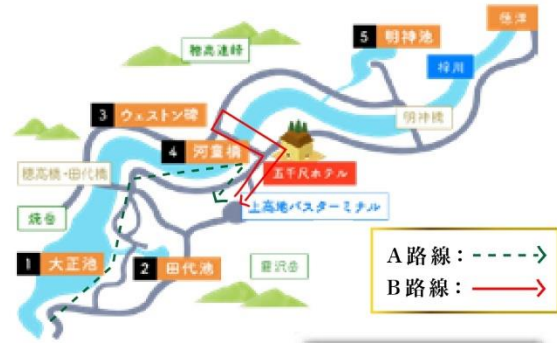 穂高連峰
5 明神池
徳澤
梓川
3 ウェストン碑
明神橋
4 河童橋
五千尺ホテル
穂高橋・田代橋
上高地バスターミナル
焼岳
1 大正池
2 田代池
霞沢岳
A路線：
B路線：